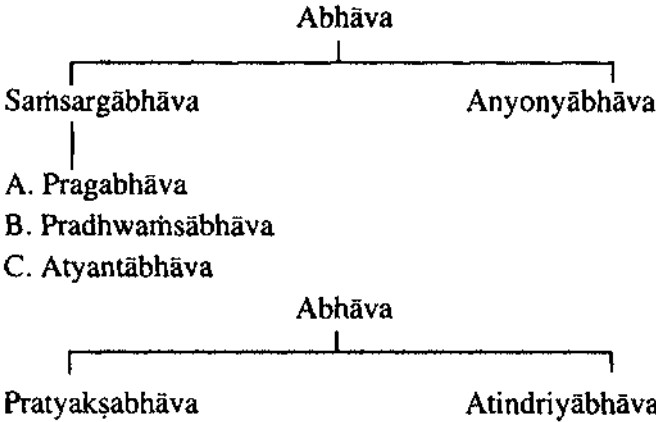 Abhāva
Saṁsargābhāva Anyonyābhāva
A. Pragabhāva
B. Pradhwaṁsābhāva
C. Atyantābhāva
Abhāva
Pratyakṣabhāva Atindriyābhāva